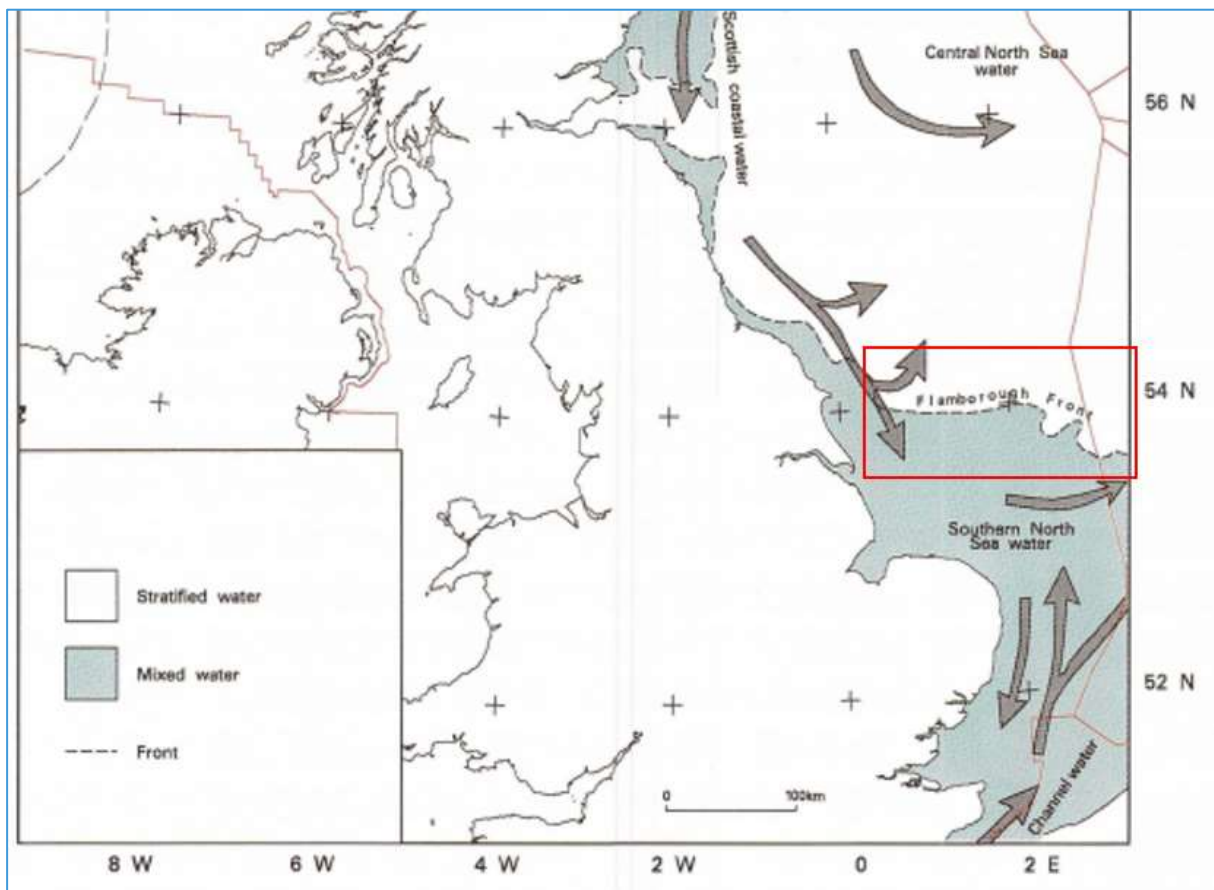 Scottish coastal water
Central North Sea
water
56 N
54 N
Flamborough Front
Southern North
Sea water
Stratified water
Mixed water
Front
52 N
0
100km
Channel water
8 W
6 W
4 W
2 W
0
2 E